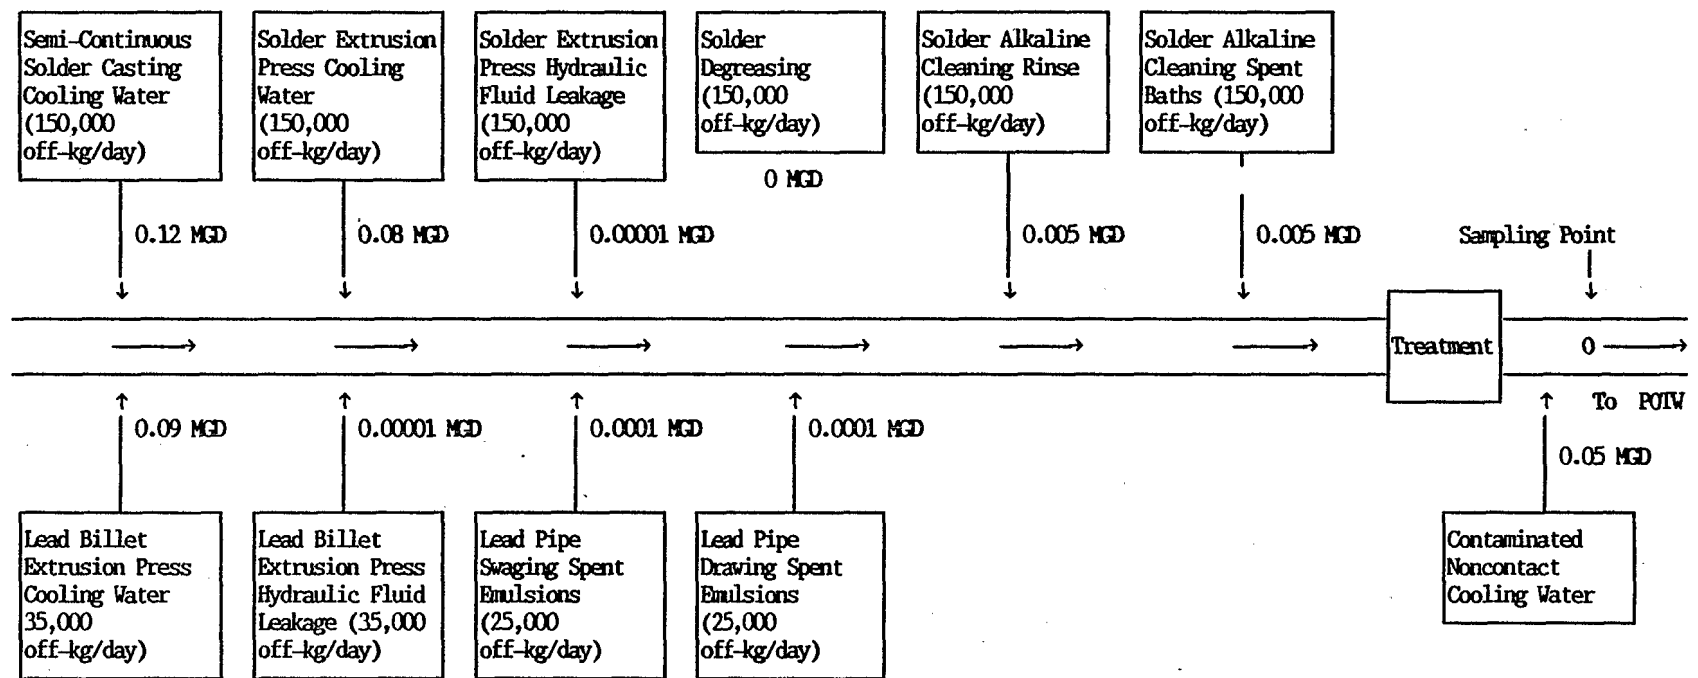 Semi-Continuous
Solder Casting
Cooling Water
(150,000
off-kg/day)
Solder Extrusion
Press Cooling
Water
(150,000
off-kg/day)
Solder Extrusion
Press Hydraulic
Fluid Leakage
(150,000
off-kg/day)
Solder
Degreasing
(150,000
off-kg/day)
Solder Alkaline
Cleaning Rinse
(150,000
off-kg/day)
Solder Alkaline
Cleaning Spent
Baths (150,000
off-kg/day)
0 MGD
0.12 MGD
0.08 MGD
0.00001 MGD
0.005 MGD
0.005 MGD
Sampling Point
Treatment
0
To POTW
0.09 MGD
0.00001 MGD
0.0001 MGD
0.0001 MGD
0.05 MGD
Lead Billet
Extrusion Press
Cooling Water
35,000
off-kg/day)
Lead Billet
Extrusion Press
Hydraulic Fluid
Leakage (35,000
off-kg/day)
Lead Pipe
Swaging Spent
Emulsions
(25,000
off-kg/day)
Lead Pipe
Drawing Spent
Emulsions
(25,000
off-kg/day)
Contaminated
Noncontact
Cooling Water